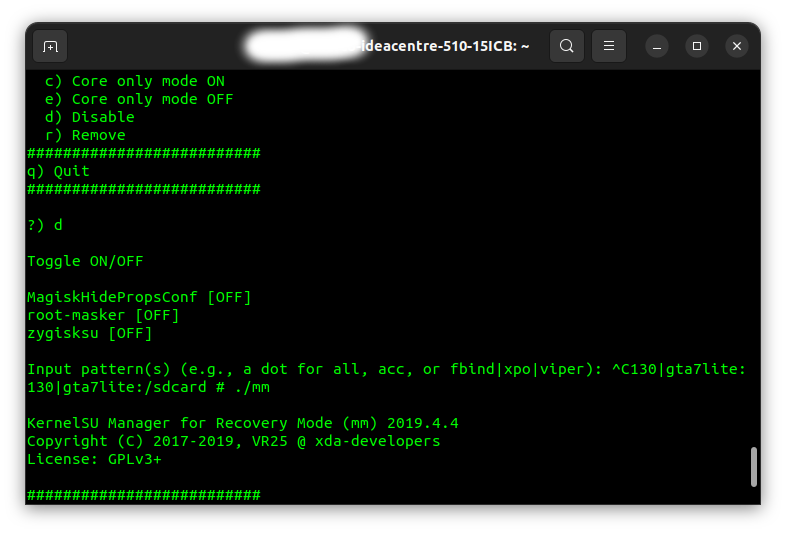 -ideacentre-510-15ICB: ~
c) Core only mode ON
e) Core only mode OFF
d) Disable
r) Remove
##########################
q) Quit
##########################
?) d
Toggle ON/OFF
MagiskHidePropsConf [OFF]
root-masker [OFF]
zygisksu [OFF]
Input pattern(s) (e.g., a dot for all, acc, or fbind|xpo|viper): ^C130|gta7lite:
130|gta7lite:/sdcard # ./mm
KernelSU Manager for Recovery Mode (mm) 2019.4.4
Copyright (C) 2017-2019, VR25 @ xda-developers
License: GPLv3+
##########################